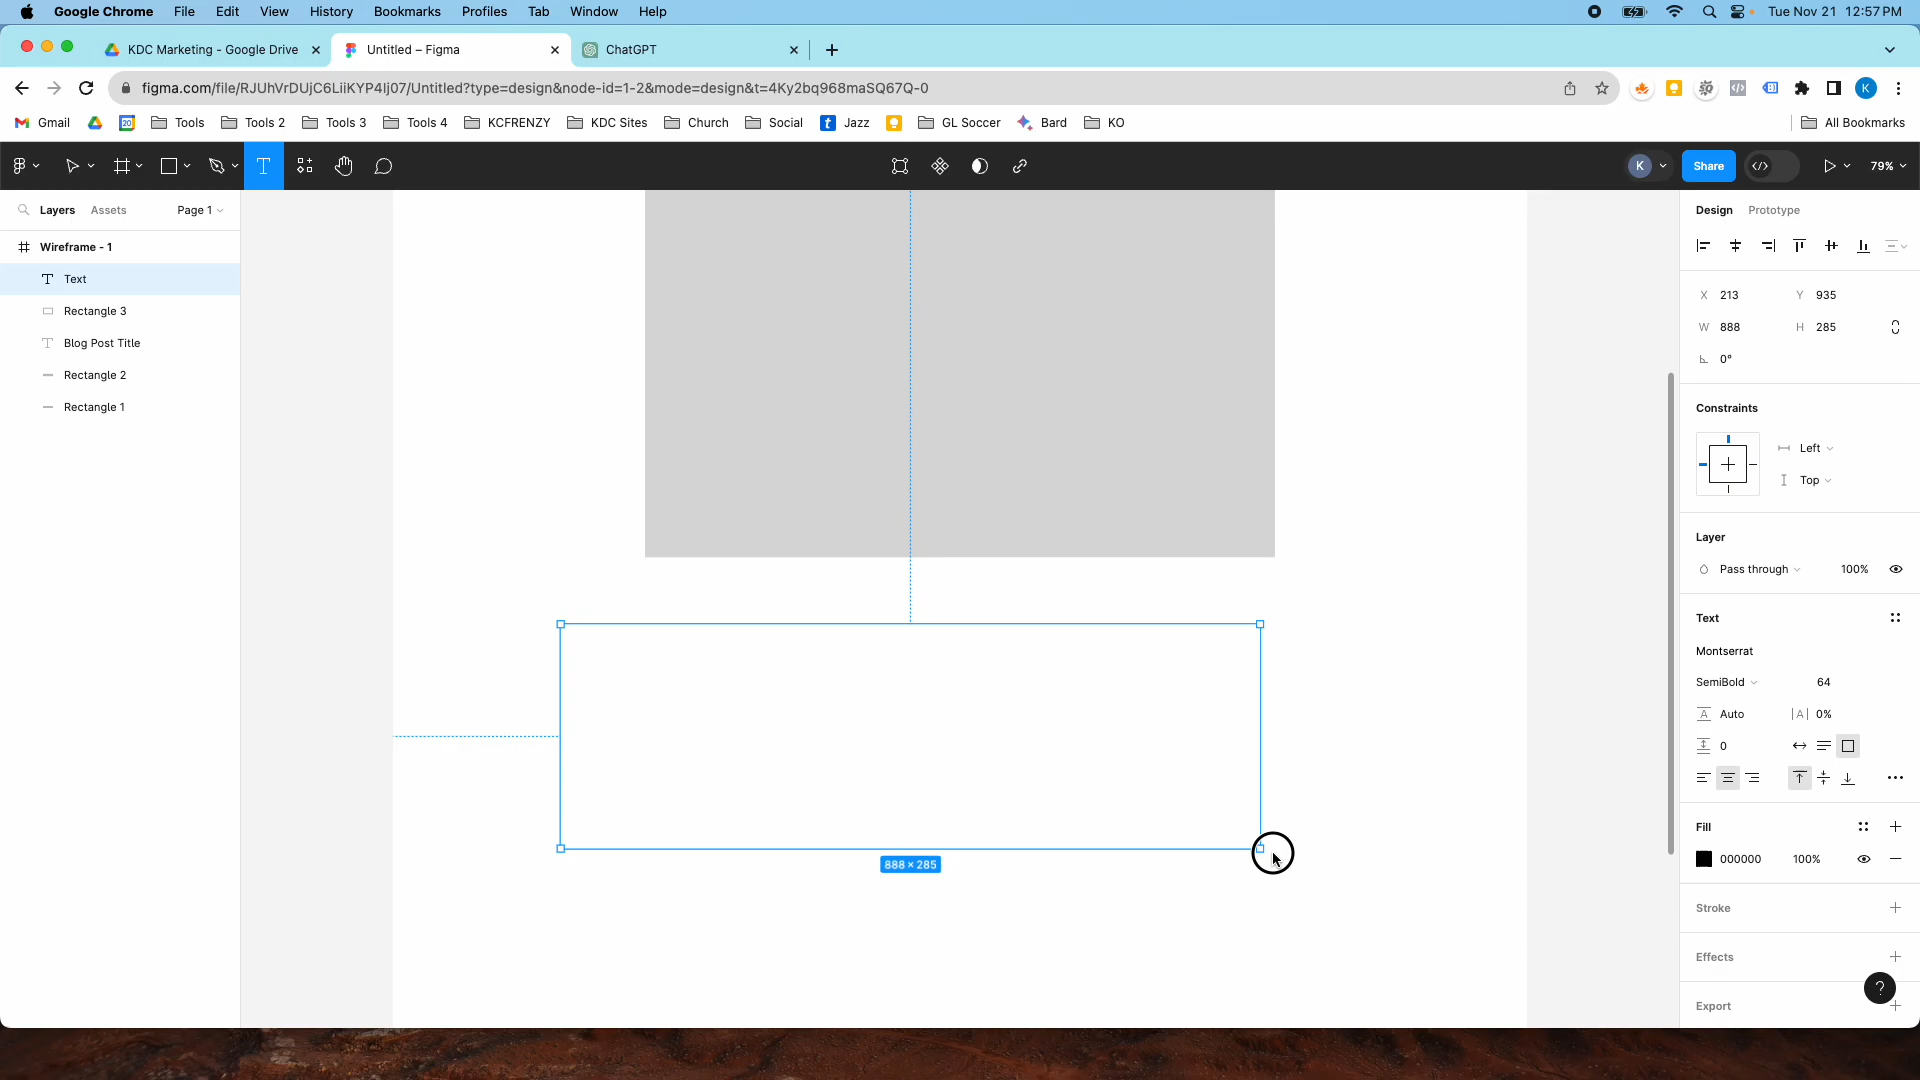 Google Chrome File Edit View History Bookmarks Profiles Tab Window Help Tue Nov 21 12:57 PM
KDC Marketing - Google Drive Untitled – Figma ChatGPT
figma.com/file/RJUhVrDUjC6LiiKYP4lj07/Untitled?type=design&node-id=1-2&mode=design&t=4Ky2bq968maSQ67Q-0 K
Gmail 20 Tools Tools 2 Tools 3 Tools 4 KCFRENZY KDC Sites Church Social t Jazz Bard GL Soccer KO All Bookmarks
K Share 79%
Layers Assets Page 1 Design Prototype
Wireframe - 1
Text
Rectangle 3
Blog Post Title
Rectangle 2
Rectangle 1
888 × 285
X 213 Y 935
W 888 H 285
0°
Constraints
Left
Top
Layer
Pass through 100%
Text
Montserrat
SemiBold 64
A Auto |A| 0%
0
Fill
000000 100%
Stroke
Effects
Export
?